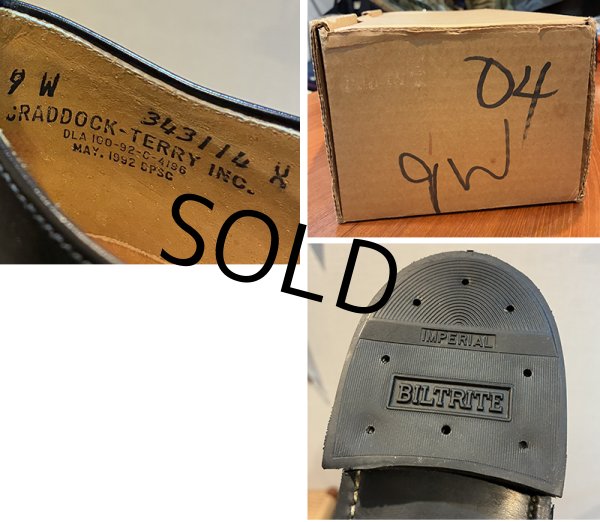 9 W
CRADDOCK-TERRY INC.
343114 X
DLA 100-92-C-4196
MAY. 1992 DPSC
04
9W
SOLD
IMPERIAL
BILTRITE